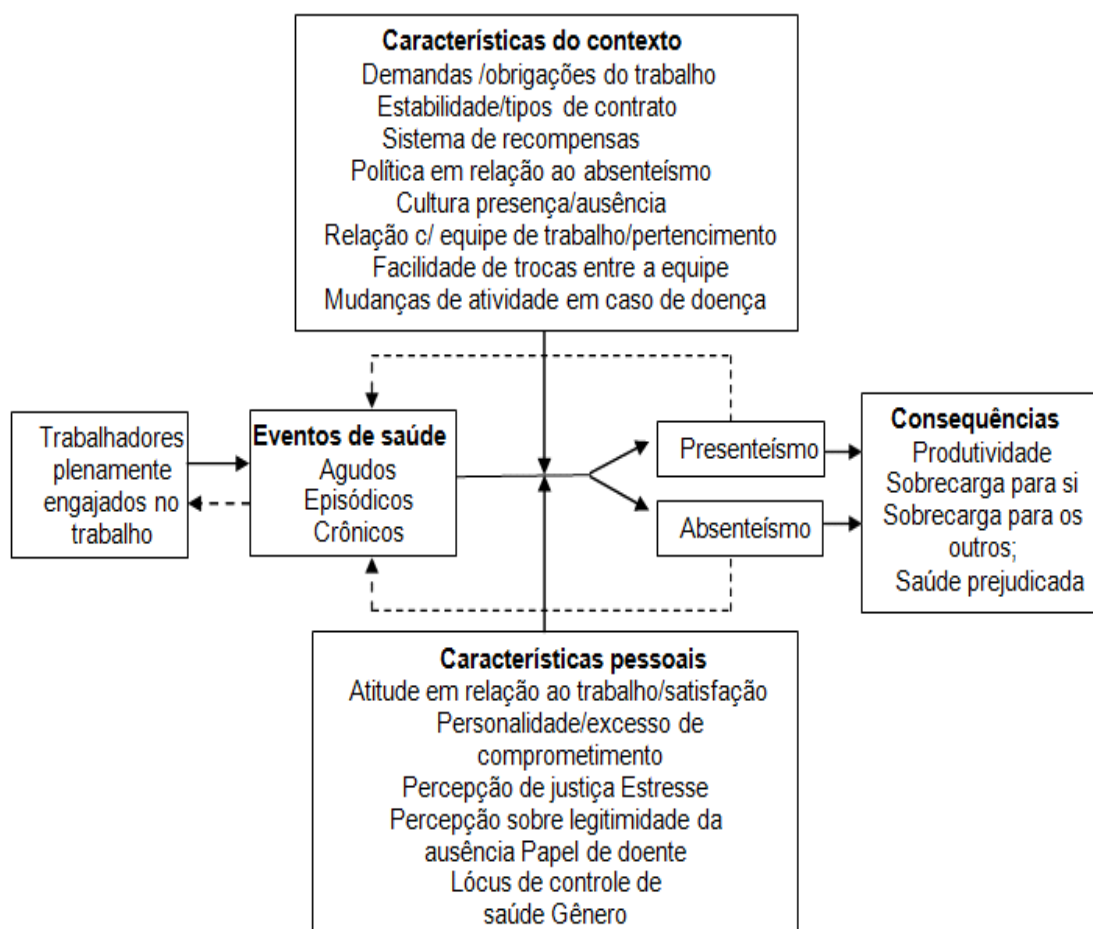 Características do contexto
Demandas /obrigações do trabalho
Estabilidade/tipos de contrato
Sistema de recompensas
Política em relação ao absenteísmo
Cultura presença/ausência
Relação c/ equipe de trabalho/pertencimento
Facilidade de trocas entre a equipe
Mudanças de atividade em caso de doença
Trabalhadores
plenamente
engajados no
trabalho
Eventos de saúde
Agudos
Episódicos
Crônicos
Presenteísmo
Absenteísmo
Consequências
Produtividade
Sobrecarga para si
Sobrecarga para os
outros;
Saúde prejudicada
Características pessoais
Atitude em relação ao trabalho/satisfação
Personalidade/excesso de
comprometimento
Percepção de justiça Estresse
Percepção sobre legitimidade da
ausência Papel de doente
Lócus de controle de
saúde Gênero